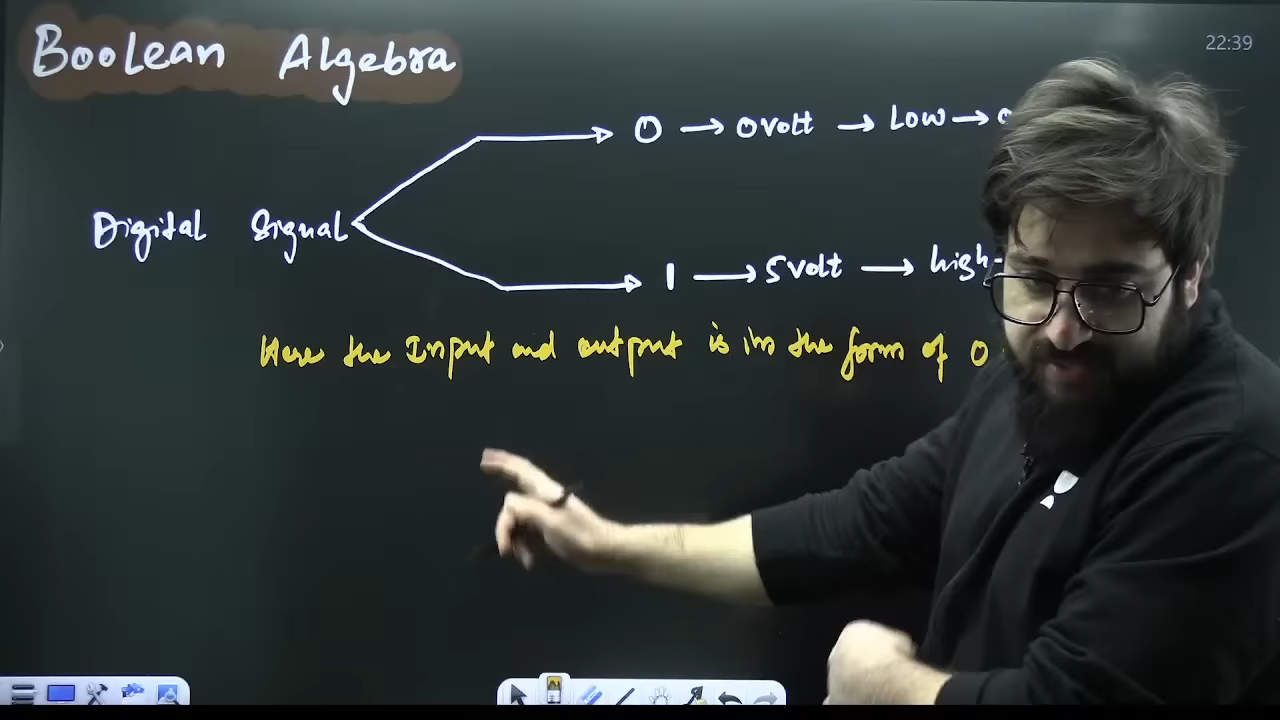 Boolean Algebra
22:39
0 → 0 volt → Low →
Digital Signal
1 → 5 volt → high -
Here the Input and output is in the form of 0